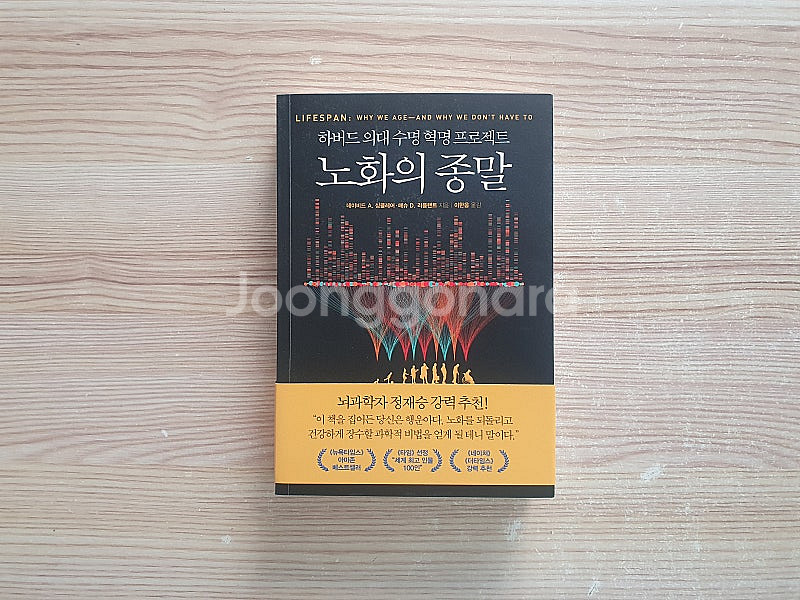 LIFESPAN: WHY WE AGE—AND WHY WE DON'T HAVE TO
하버드 의대 수명 혁명 프로젝트
노화의 종말
데이비드 A. 싱클레어·매슈 D. 러플랜트 지음 | 이한음 옮김
Joonggonara
뇌과학자 정재승 강력 추천!
“이 책을 집어든 당신은 행운아다. 노화를 되돌리고
건강하게 장수할 과학적 비법을 얻게 될 테니 말이다.”
《뉴욕타임스》
아마존
베스트셀러
《타임》 선정
“세계 최고 인물
100인”
《네이처》
《더타임스》
강력 추천